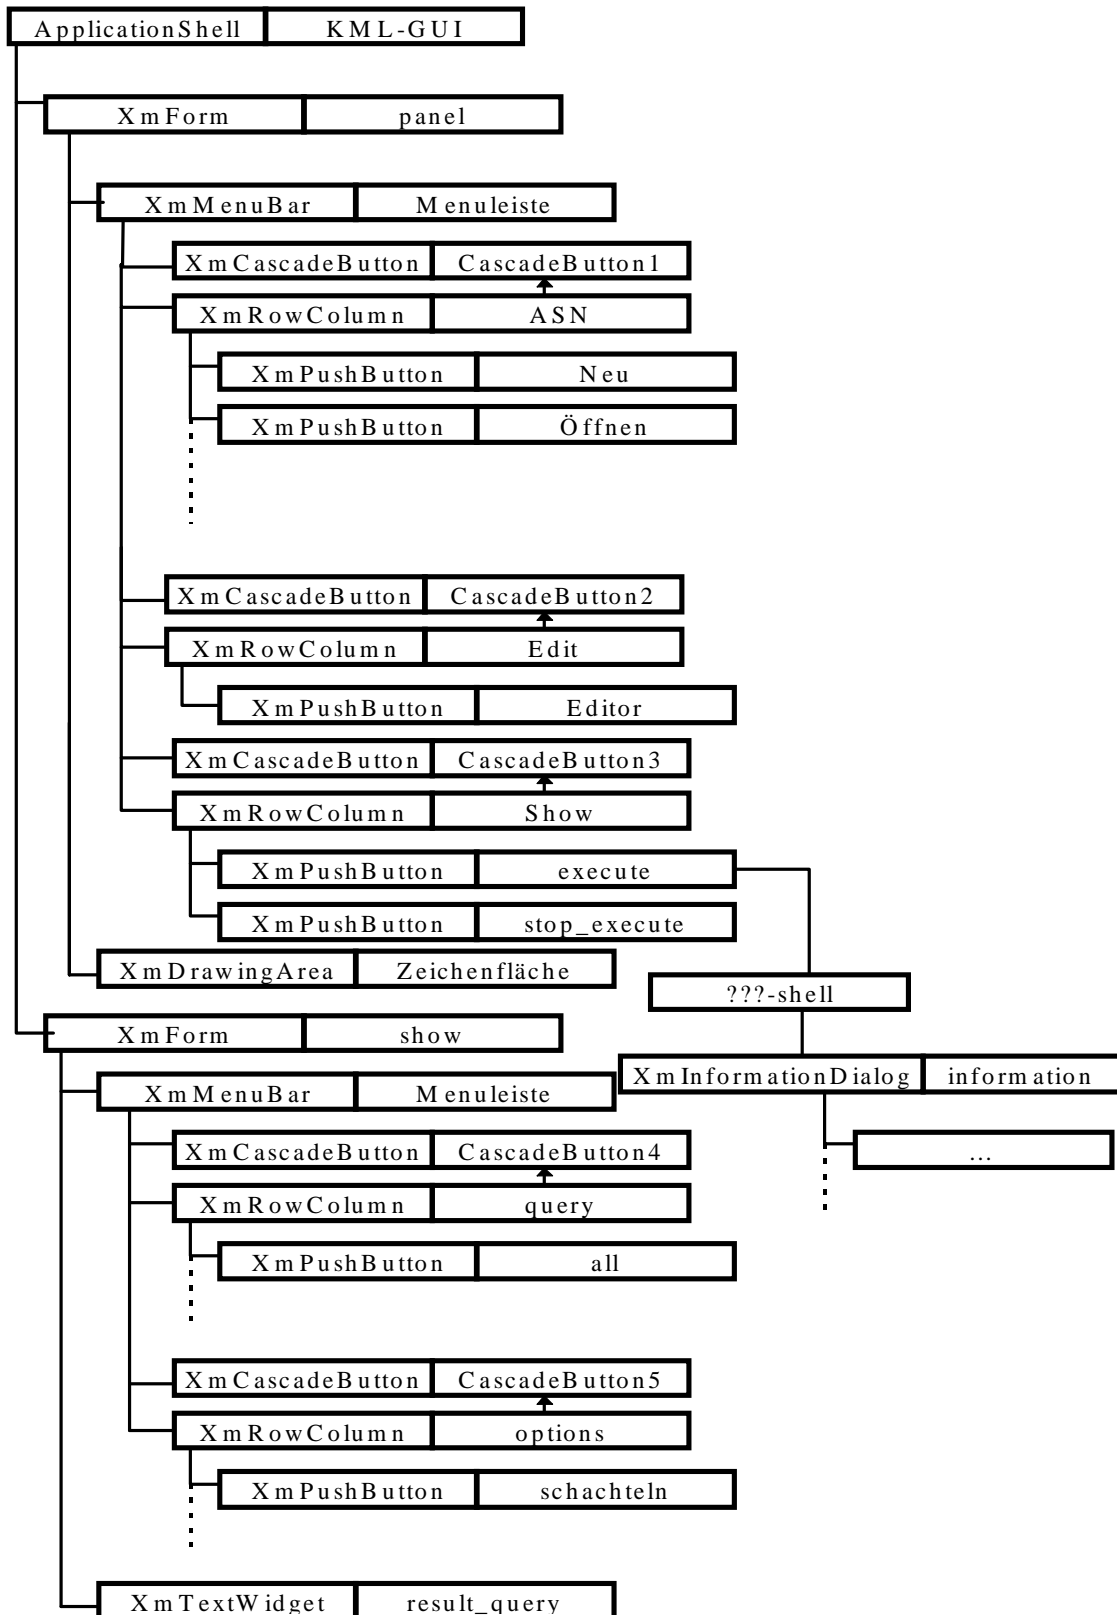 ApplicationShell KML-GUI
XmForm panel
XmMenuBar Menuleiste
XmCascadeButton CascadeButton1
XmRowColumn ASN
XmPushButton Neu
XmPushButton Öffnen
XmCascadeButton CascadeButton2
XmRowColumn Edit
XmPushButton Editor
XmCascadeButton CascadeButton3
XmRowColumn Show
XmPushButton execute
XmPushButton stop_execute
XmDrawingArea Zeichenfläche
???-shell
XmForm show
XmInformationDialog information
XmMenuBar Menuleiste
XmCascadeButton CascadeButton4
...
XmRowColumn query
XmPushButton all
XmCascadeButton CascadeButton5
XmRowColumn options
XmPushButton schachteln
XmTextWidget result_query